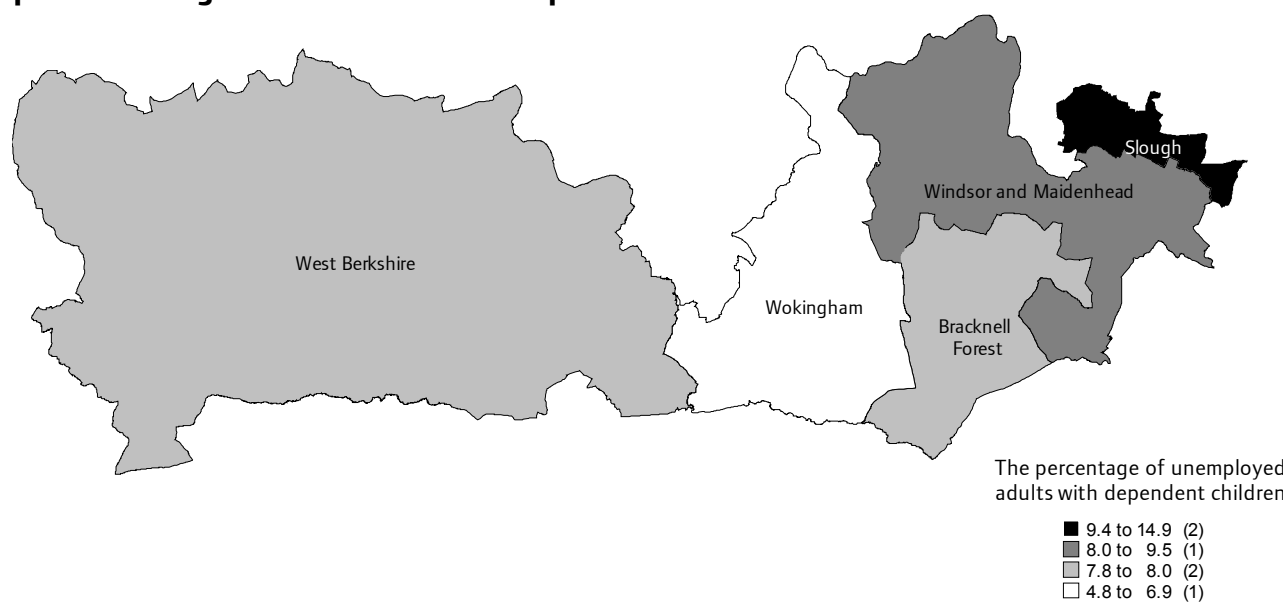 Slough
Windsor and Maidenhead
West Berkshire
Wokingham
Bracknell
Forest
The percentage of unemployed
adults with dependent children
9.4 to 14.9 (2)
8.0 to 9.5 (1)
7.8 to 8.0 (2)
4.8 to 6.9 (1)